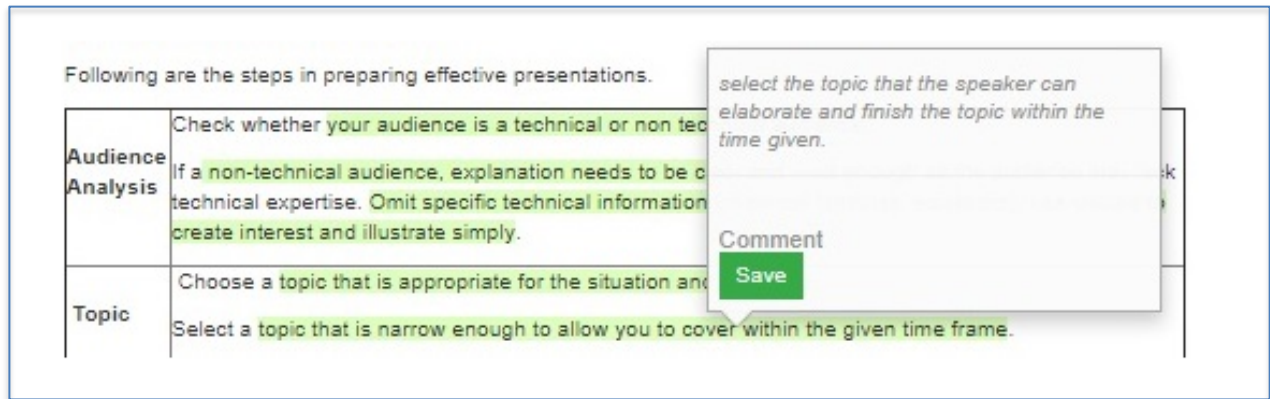 Following are the steps in preparing effective presentations.
select the topic that the speaker can
elaborate and finish the topic within the
time given.
Comment
Save
Audience
Analysis
Check whether your audience is a technical or non
If a non-technical audience, explanation needs to be
technical expertise. Omit specific technical information
create interest and illustrate simply.
Topic
Choose a topic that is appropriate for the situation and
Select a topic that is narrow enough to allow you to cover within the given time frame.